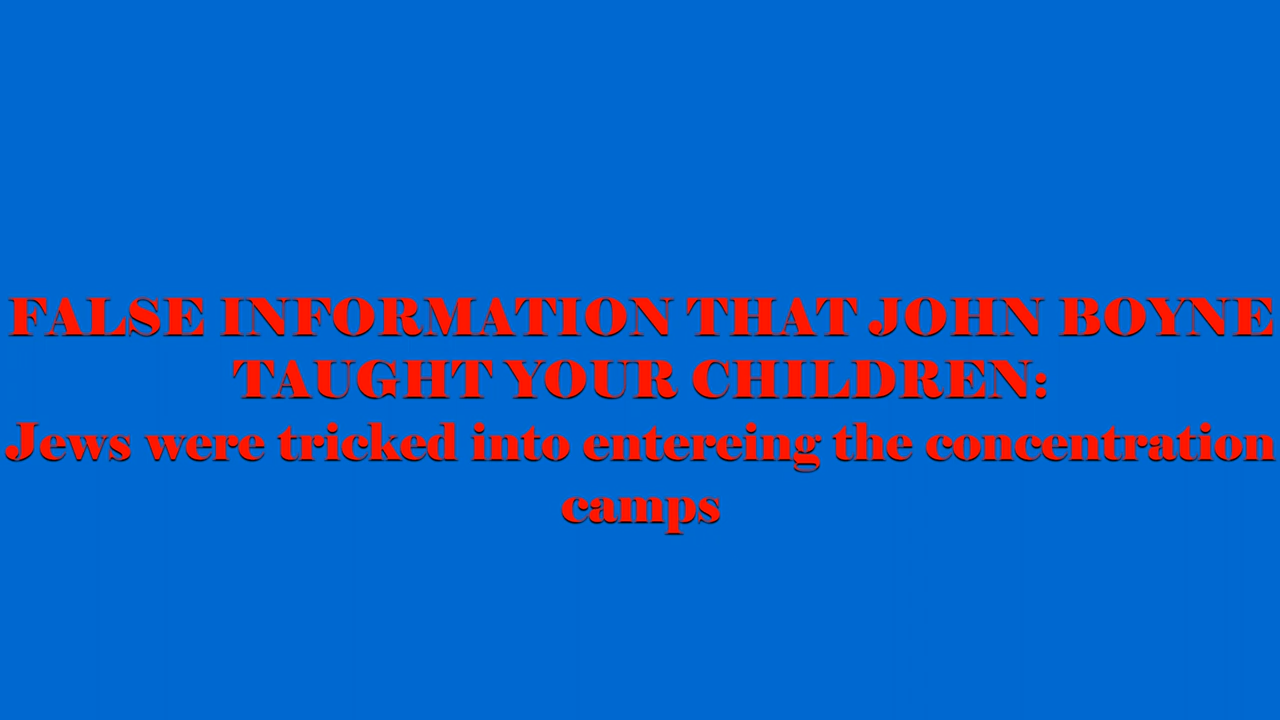 FALSE INFORMATION THAT JOHN BOYNE
TAUGHT YOUR CHILDREN:
Jews were tricked into entereing the concentration
camps